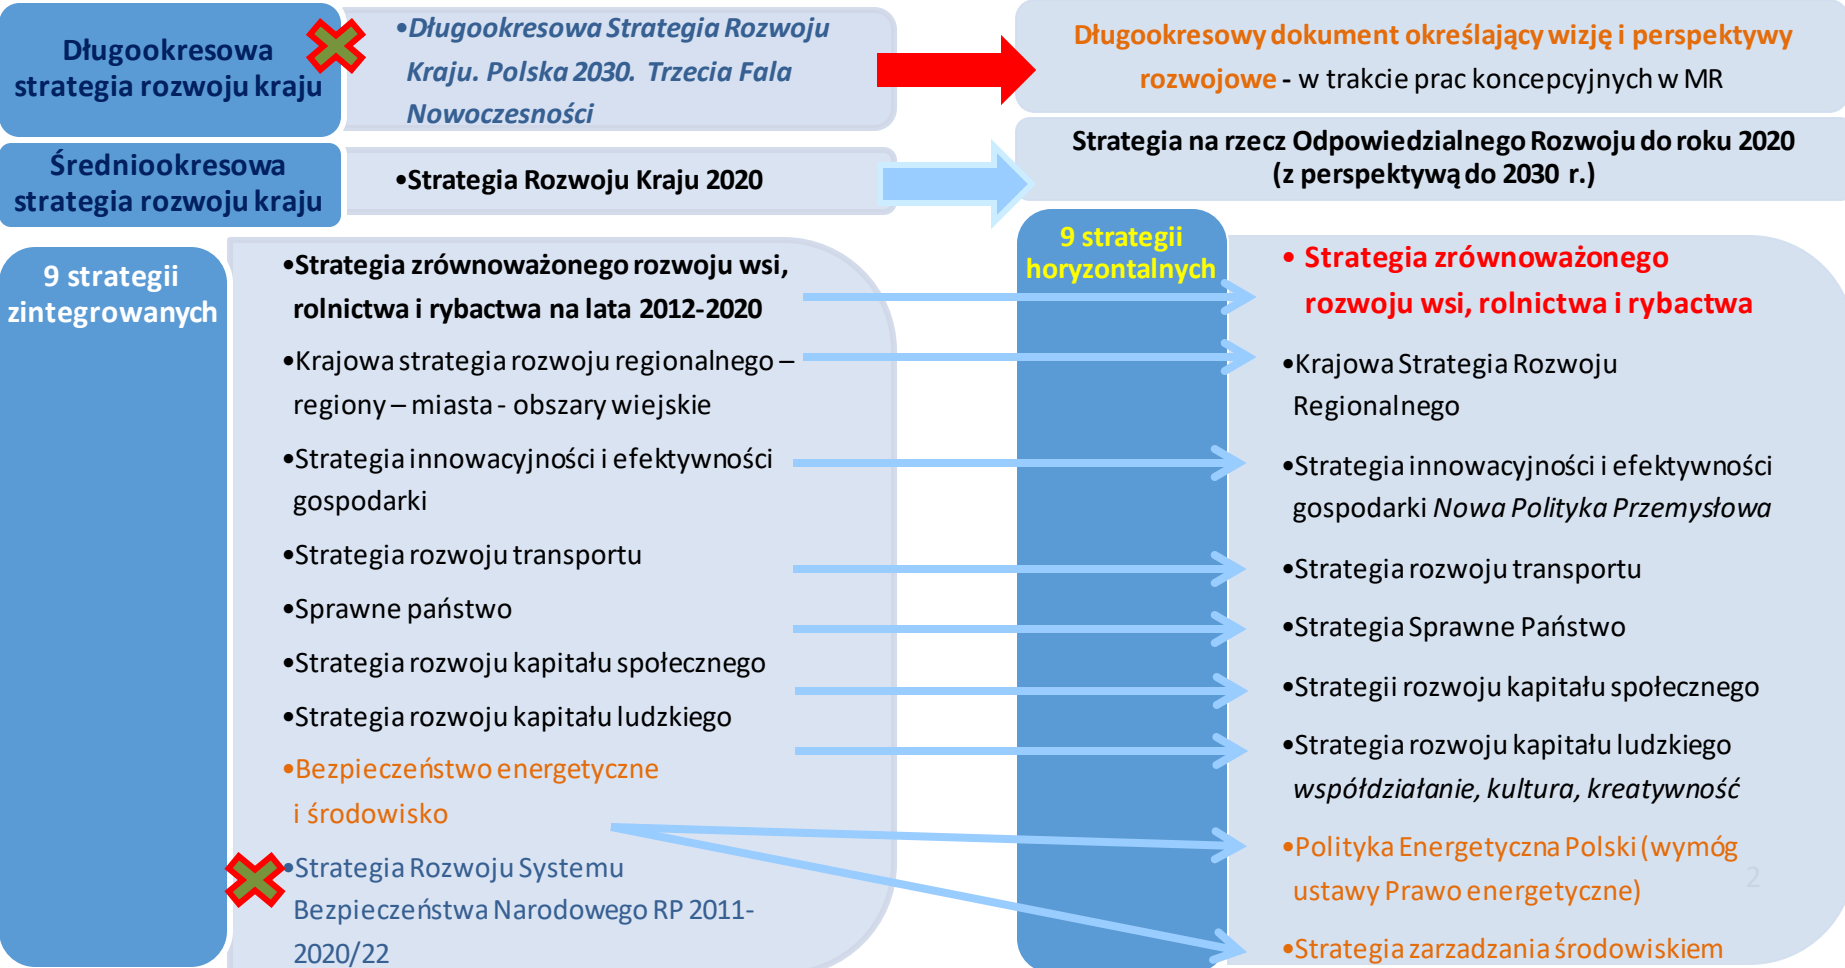 Długookresowa
strategia rozwoju kraju
•Długookresowa Strategia Rozwoju
Kraju. Polska 2030. Trzecia Fala
Nowoczesności
Długookresowy dokument określający wizję i perspektywy
rozwojowe - w trakcie prac koncepcyjnych w MR
Średniookresowa
strategia rozwoju kraju
•Strategia Rozwoju Kraju 2020
Strategia na rzecz Odpowiedzialnego Rozwoju do roku 2020
(z perspektywą do 2030 r.)
9 strategii
zintegrowanych
•Strategia zrównoważonego rozwoju wsi,
rolnictwa i rybactwa na lata 2012-2020
•Krajowa strategia rozwoju regionalnego –
regiony – miasta - obszary wiejskie
•Strategia innowacyjności i efektywności
gospodarki
•Strategia rozwoju transportu
•Sprawne państwo
•Strategia rozwoju kapitału społecznego
•Strategia rozwoju kapitału ludzkiego
•Bezpieczeństwo energetyczne
i środowisko
•Strategia Rozwoju Systemu
Bezpieczeństwa Narodowego RP 2011-
2020/22
9 strategii
horyzontalnych
• Strategia zrównoważonego
rozwoju wsi, rolnictwa i rybactwa
•Krajowa Strategia Rozwoju
Regionalnego
•Strategia innowacyjności i efektywności
gospodarki Nowa Polityka Przemysłowa
•Strategia rozwoju transportu
•Strategia Sprawne Państwo
•Strategii rozwoju kapitału społecznego
•Strategia rozwoju kapitału ludzkiego
współdziałanie, kultura, kreatywność
•Polityka Energetyczna Polski (wymóg
ustawy Prawo energetyczne)
•Strategia zarzadzania środowiskiem
2